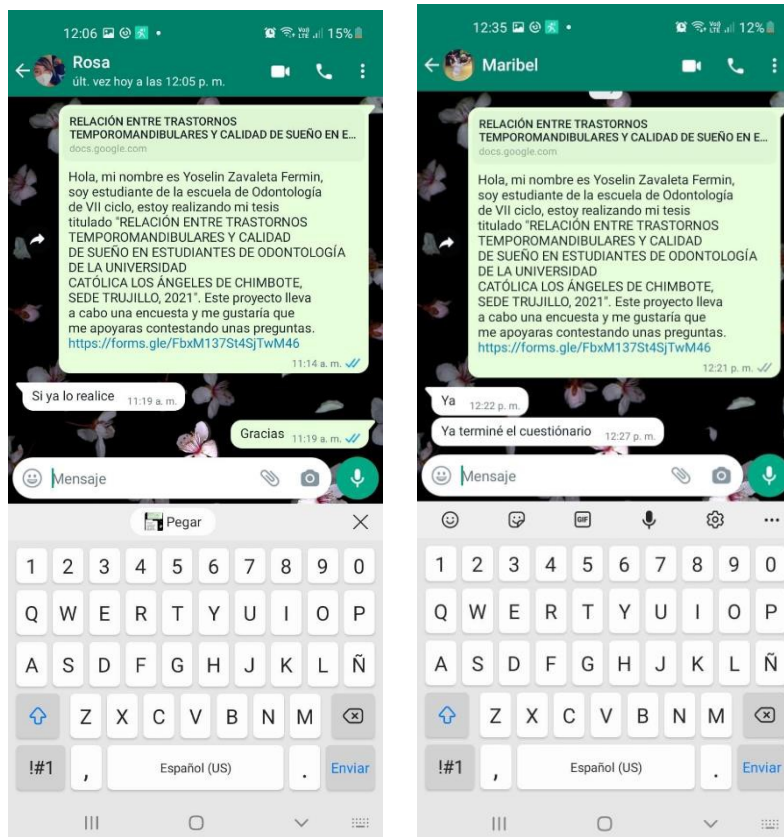 12:06
15%
Rosa
últ. vez hoy a las 12:05 p. m.
RELACIÓN ENTRE TRASTORNOS
TEMPOROMANDIBULARES Y CALIDAD DE SUEÑO EN E...
docs.google.com
Hola, mi nombre es Yoselin Zavaleta Fermin,
soy estudiante de la escuela de Odontología
de VII ciclo, estoy realizando mi tesis
titulado "RELACIÓN ENTRE TRASTORNOS
TEMPOROMANDIBULARES Y CALIDAD
DE SUEÑO EN ESTUDIANTES DE ODONTOLOGÍA
DE LA UNIVERSIDAD
CATÓLICA LOS ÁNGELES DE CHIMBOTE,
SEDE TRUJILLO, 2021". Este proyecto lleva
a cabo una encuesta y me gustaría que
me apoyaras contestando unas preguntas.
https://forms.gle/FbxM137St4SjTwM46
11:14 a. m.
Si ya lo realice 11:19 a. m.
Gracias 11:19 a. m.
Mensaje
Pegar
1 2 3 4 5 6 7 8 9 0
Q W E R T Y U I O P
A S D F G H J K L Ñ
Z X C V B N M
!#1 , Español (US) . Enviar
12:35
12%
Maribel
RELACIÓN ENTRE TRASTORNOS
TEMPOROMANDIBULARES Y CALIDAD DE SUEÑO EN E...
docs.google.com
Hola, mi nombre es Yoselin Zavaleta Fermin,
soy estudiante de la escuela de Odontología
de VII ciclo, estoy realizando mi tesis
titulado "RELACIÓN ENTRE TRASTORNOS
TEMPOROMANDIBULARES Y CALIDAD
DE SUEÑO EN ESTUDIANTES DE ODONTOLOGÍA
DE LA UNIVERSIDAD
CATÓLICA LOS ÁNGELES DE CHIMBOTE,
SEDE TRUJILLO, 2021". Este proyecto lleva
a cabo una encuesta y me gustaría que
me apoyaras contestando unas preguntas.
https://forms.gle/FbxM137St4SjTwM46
12:21 p. m.
Ya 12:22 p. m.
Ya terminé el cuestiónario 12:27 p. m.
Mensaje
GIF
1 2 3 4 5 6 7 8 9 0
Q W E R T Y U I O P
A S D F G H J K L Ñ
Z X C V B N M
!#1 , Español (US) . Enviar